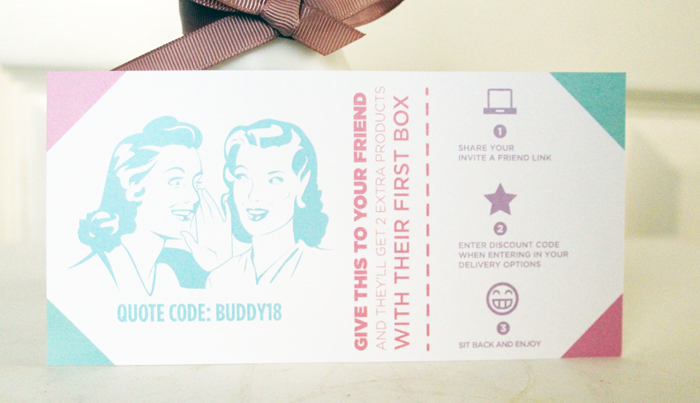 QUOTE CODE: BUDDY18
GIVE THIS TO YOUR FRIEND
AND THEY'LL GET 2 EXTRA PRODUCTS
WITH THEIR FIRST BOX
1
SHARE YOUR
INVITE A FRIEND LINK
2
ENTER DISCOUNT CODE
WHEN ENTERING IN YOUR
DELIVERY OPTIONS
3
SIT BACK AND ENJOY